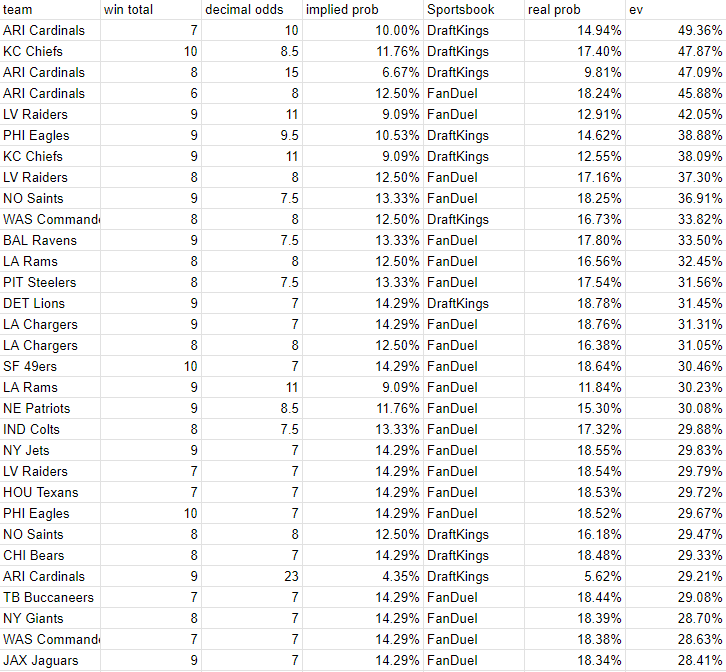 team win total decimal odds implied prob Sportsbook real prob ev
ARI Cardinals 7 10 10.00% DraftKings 14.94% 49.36%
KC Chiefs 10 8.5 11.76% DraftKings 17.40% 47.87%
ARI Cardinals 8 15 6.67% DraftKings 9.81% 47.09%
ARI Cardinals 6 8 12.50% FanDuel 18.24% 45.88%
LV Raiders 9 11 9.09% FanDuel 12.91% 42.05%
PHI Eagles 9 9.5 10.53% DraftKings 14.62% 38.88%
KC Chiefs 9 11 9.09% DraftKings 12.55% 38.09%
LV Raiders 8 8 12.50% FanDuel 17.16% 37.30%
NO Saints 9 7.5 13.33% FanDuel 18.25% 36.91%
WAS Commande 8 8 12.50% DraftKings 16.73% 33.82%
BAL Ravens 9 7.5 13.33% FanDuel 17.80% 33.50%
LA Rams 8 8 12.50% FanDuel 16.56% 32.45%
PIT Steelers 8 7.5 13.33% FanDuel 17.54% 31.56%
DET Lions 9 7 14.29% DraftKings 18.78% 31.45%
LA Chargers 9 7 14.29% FanDuel 18.76% 31.31%
LA Chargers 8 8 12.50% FanDuel 16.38% 31.05%
SF 49ers 10 7 14.29% FanDuel 18.64% 30.46%
LA Rams 9 11 9.09% FanDuel 11.84% 30.23%
NE Patriots 9 8.5 11.76% FanDuel 15.30% 30.08%
IND Colts 8 7.5 13.33% FanDuel 17.32% 29.88%
NY Jets 9 7 14.29% FanDuel 18.55% 29.83%
LV Raiders 7 7 14.29% FanDuel 18.54% 29.79%
HOU Texans 7 7 14.29% FanDuel 18.53% 29.72%
PHI Eagles 10 7 14.29% FanDuel 18.52% 29.67%
NO Saints 8 8 12.50% DraftKings 16.18% 29.47%
CHI Bears 8 7 14.29% DraftKings 18.48% 29.33%
ARI Cardinals 9 23 4.35% DraftKings 5.62% 29.21%
TB Buccaneers 7 7 14.29% FanDuel 18.44% 29.08%
NY Giants 8 7 14.29% FanDuel 18.39% 28.70%
WAS Commande 7 7 14.29% FanDuel 18.38% 28.63%
JAX Jaguars 9 7 14.29% FanDuel 18.34% 28.41%